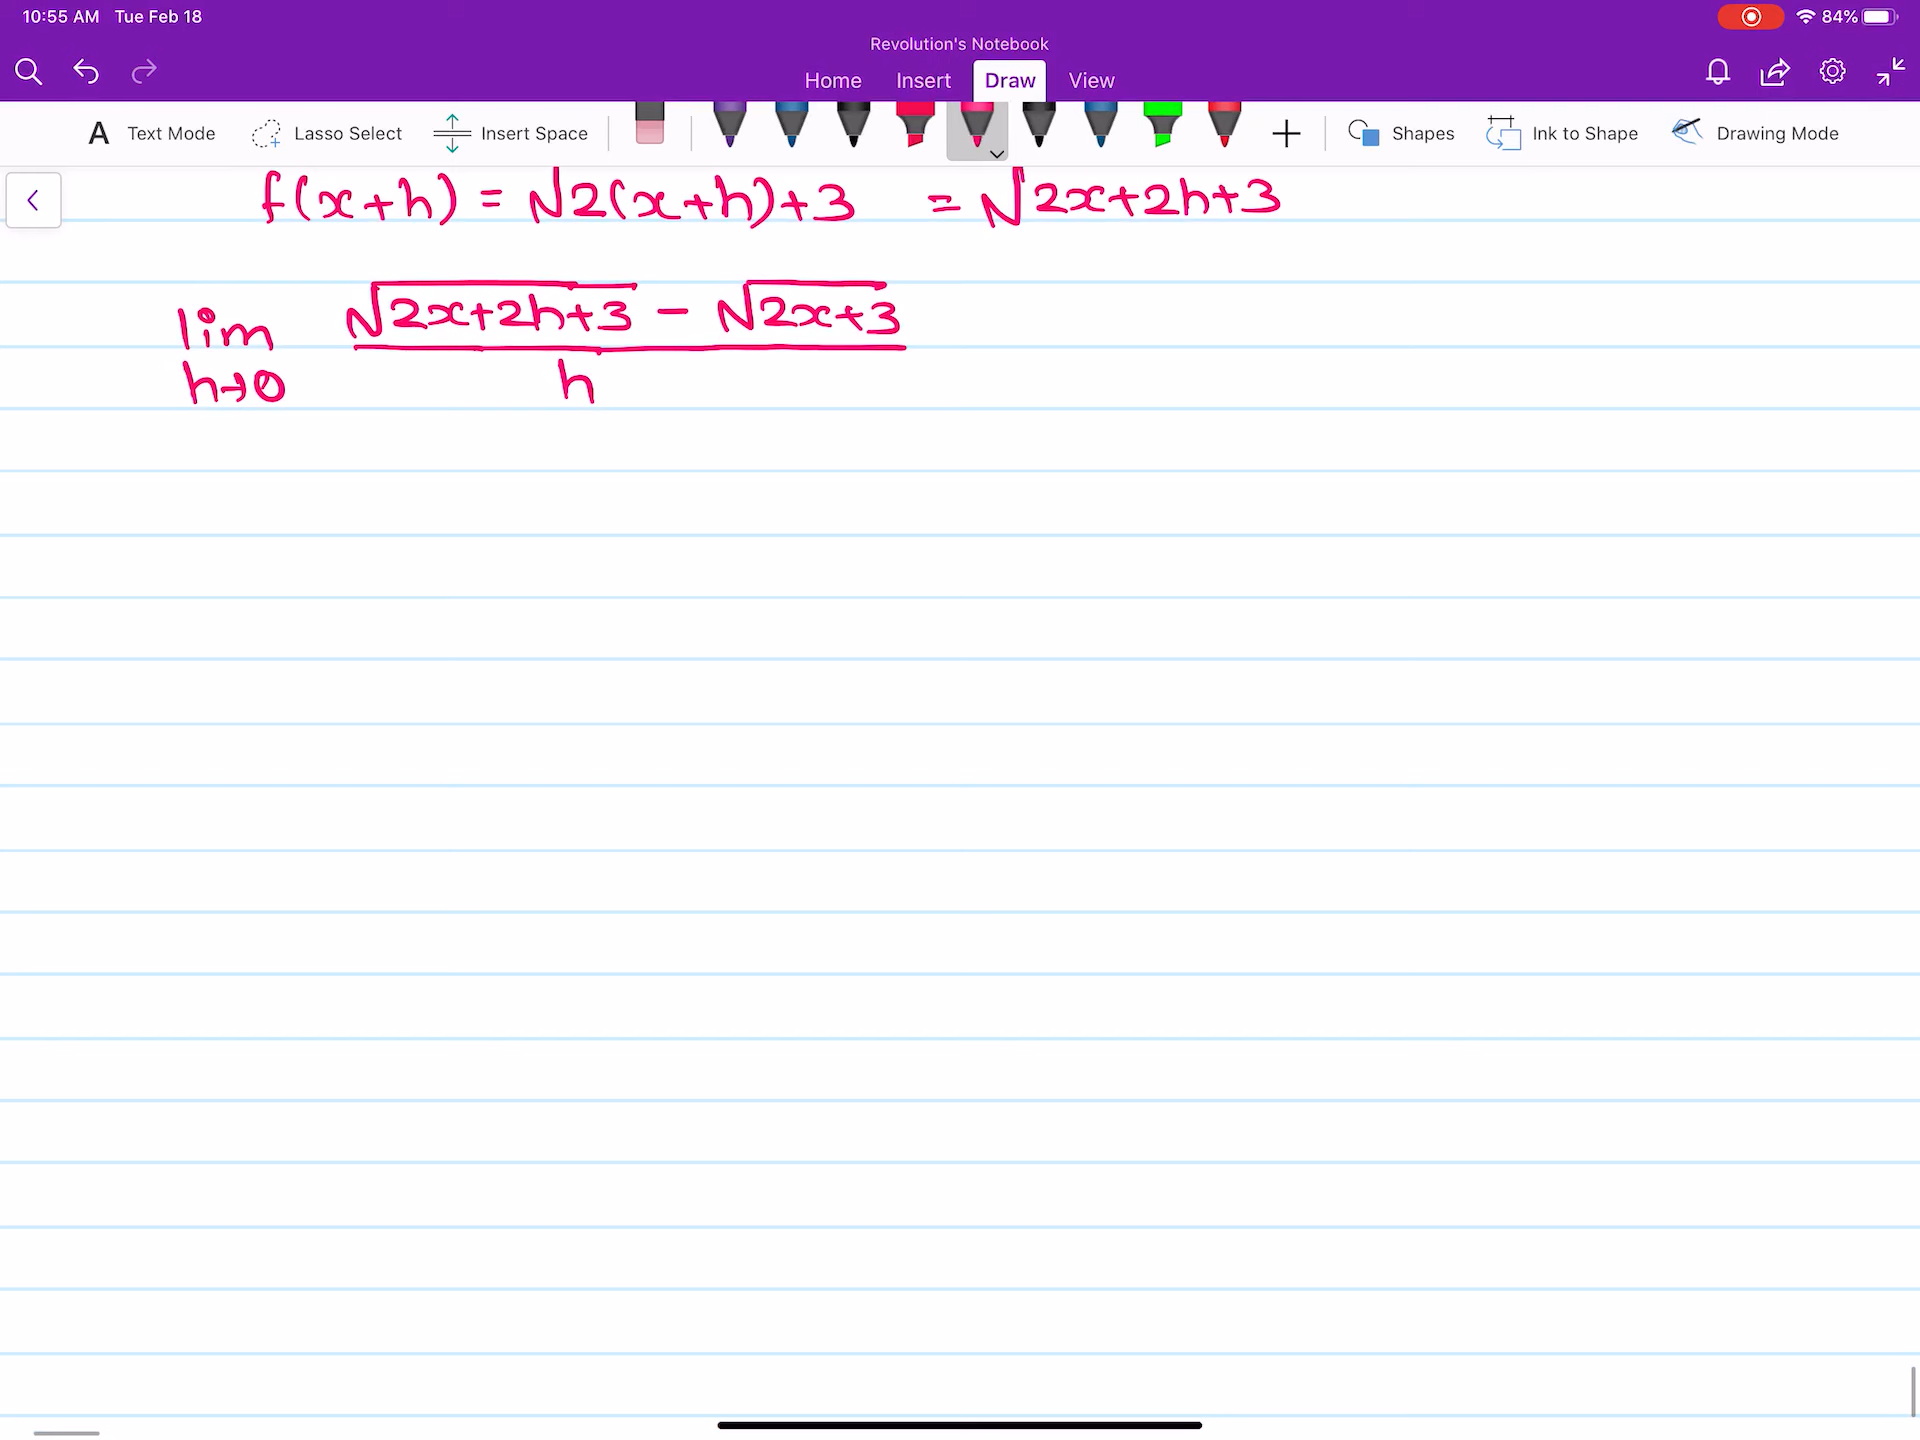 10:55 AM Tue Feb 18 84%
Revolution's Notebook
Home Insert Draw View
A Text Mode Lasso Select Insert Space Shapes Ink to Shape Drawing Mode
f(x+h) = √2(x+h)+3 = √2x+2h+3
√2x+2h+3 − √2x+3
lim
h→0 h